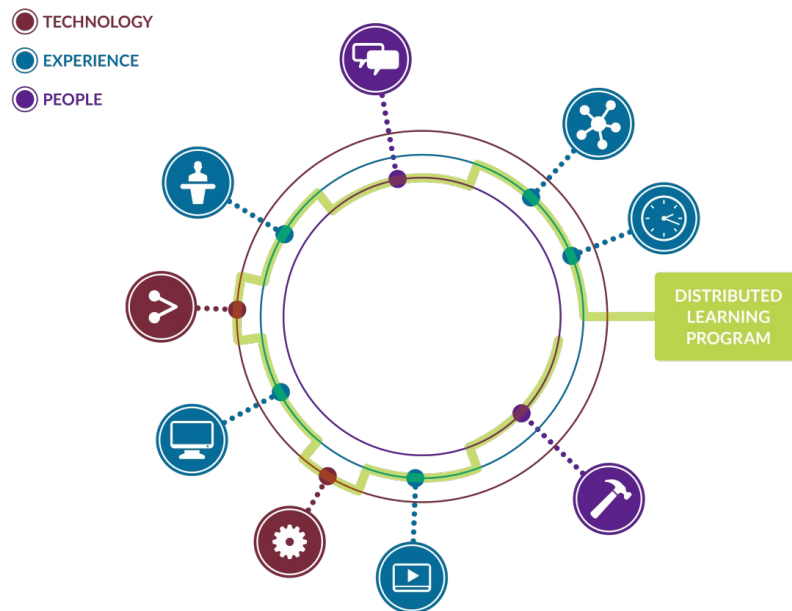 TECHNOLOGY
EXPERIENCE
PEOPLE
DISTRIBUTED
LEARNING
PROGRAM